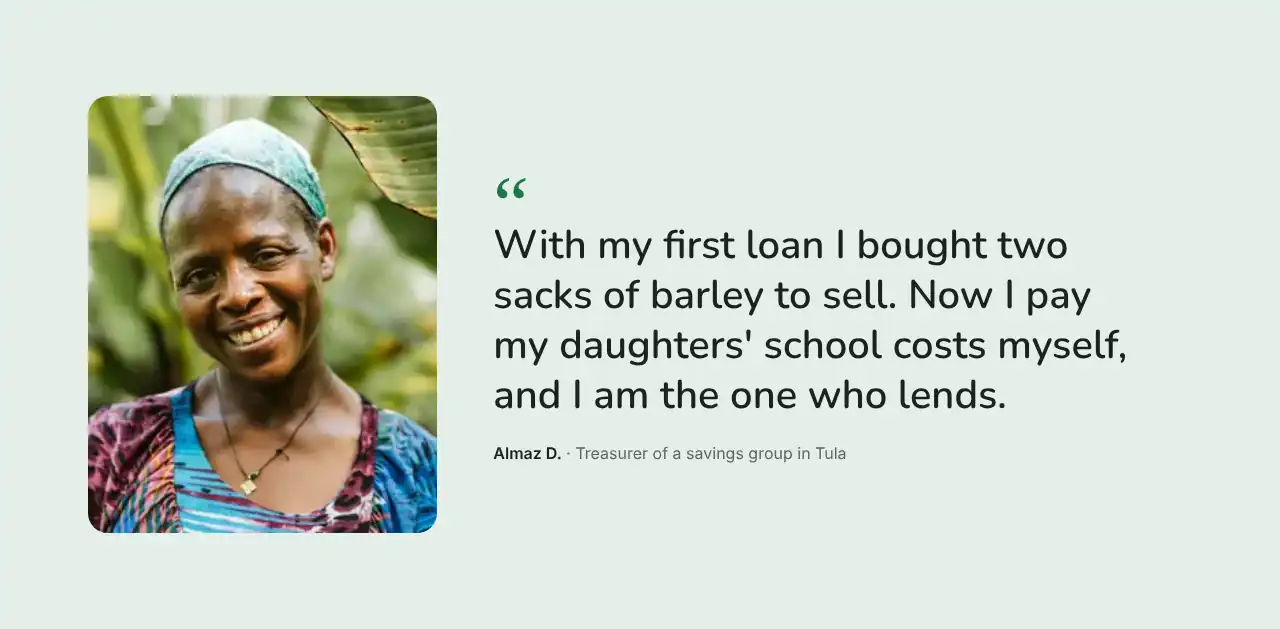 “
With my first loan I bought two
sacks of barley to sell. Now I pay
my daughters' school costs myself,
and I am the one who lends.
Almaz D. · Treasurer of a savings group in Tula